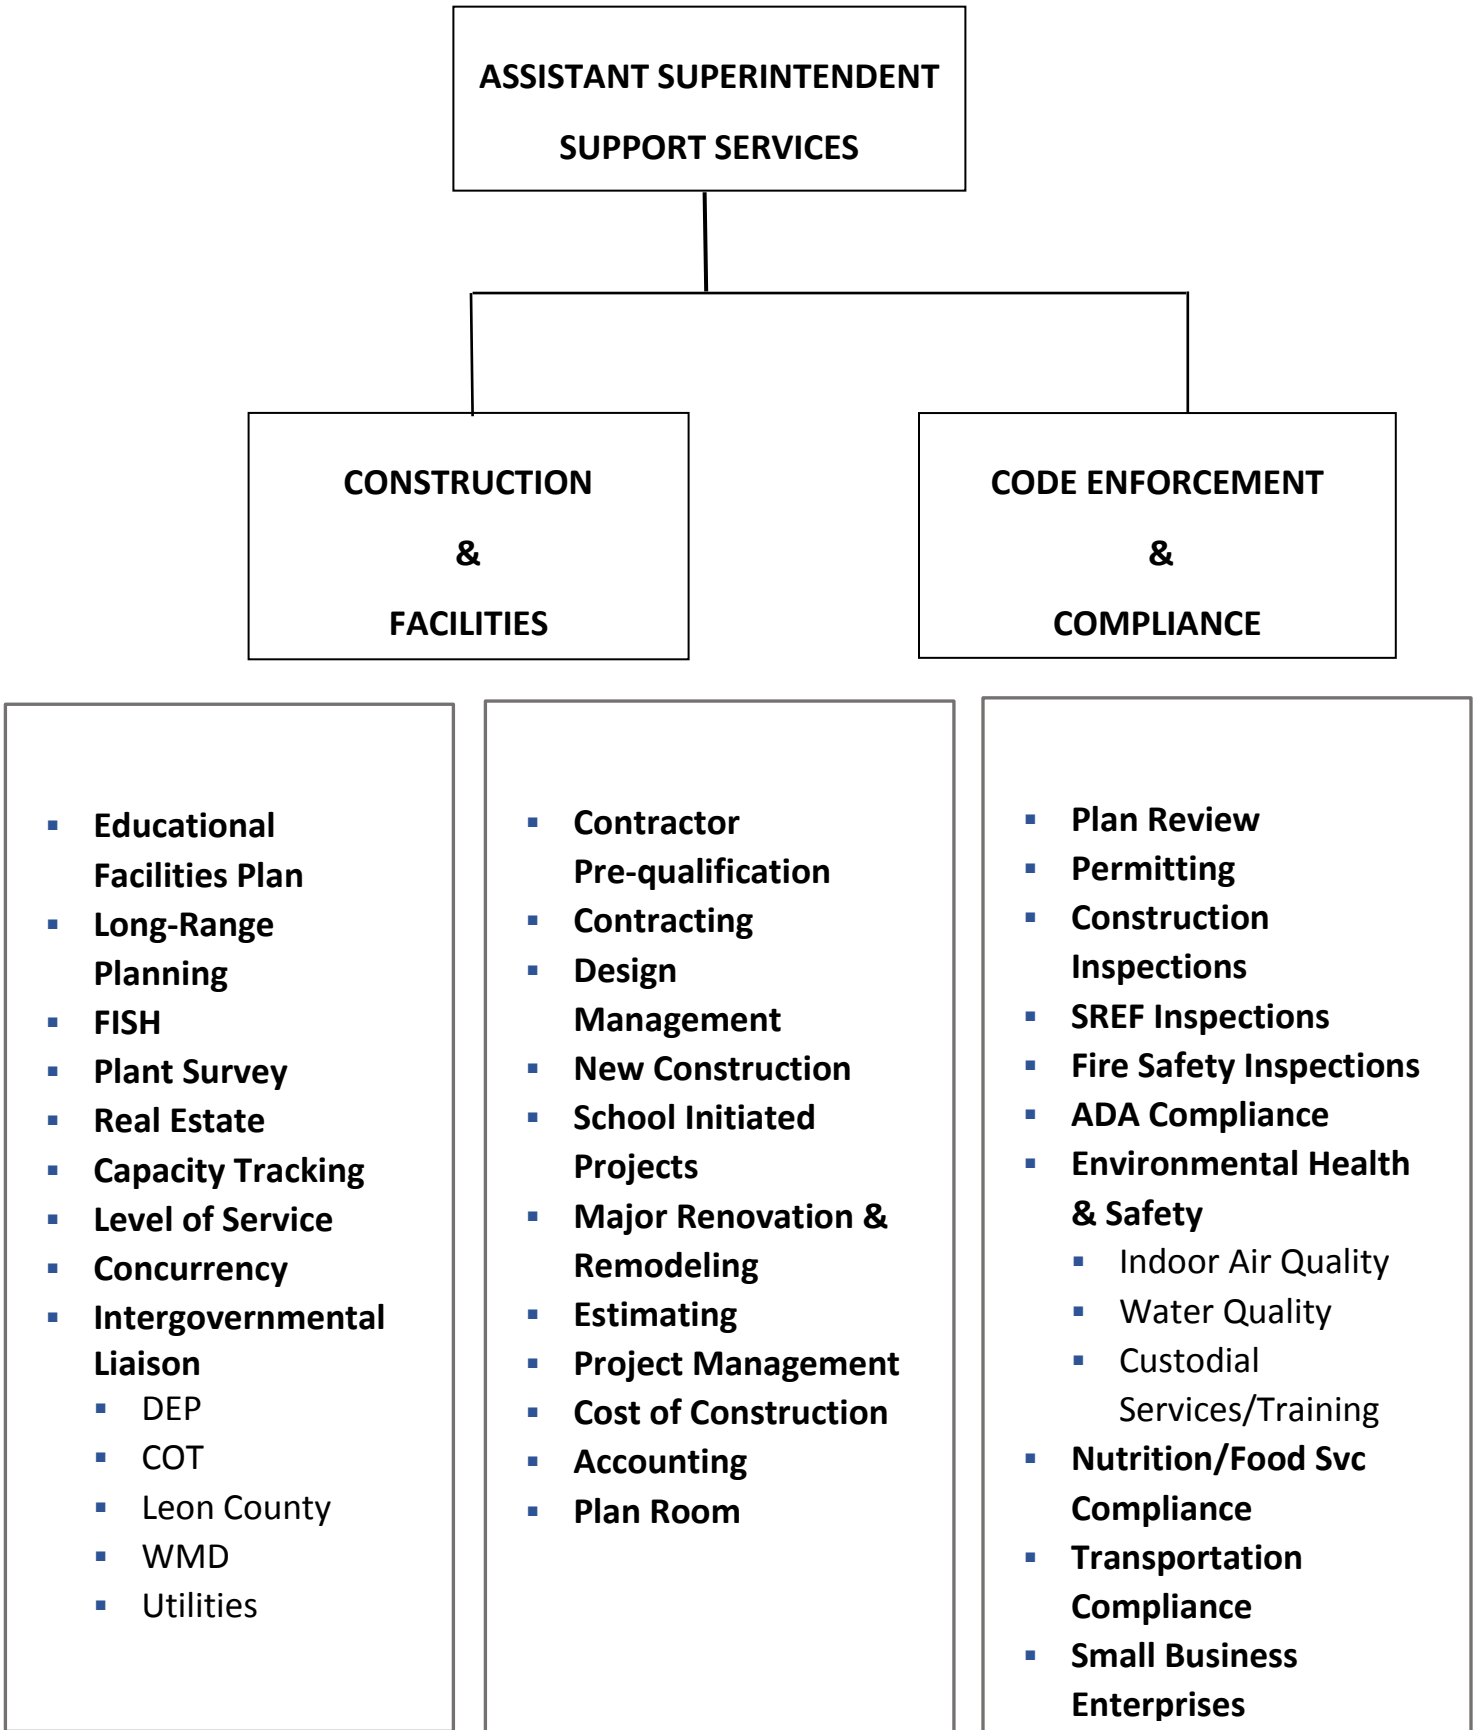 ASSISTANT SUPERINTENDENT
SUPPORT SERVICES
CONSTRUCTION
&
FACILITIES
CODE ENFORCEMENT
&
COMPLIANCE
▪ Educational
Facilities Plan
▪ Long-Range
Planning
▪ FISH
▪ Plant Survey
▪ Real Estate
▪ Capacity Tracking
▪ Level of Service
▪ Concurrency
▪ Intergovernmental
Liaison
▪ DEP
▪ COT
▪ Leon County
▪ WMD
▪ Utilities
▪ Contractor
Pre-qualification
▪ Contracting
▪ Design
Management
▪ New Construction
▪ School Initiated
Projects
▪ Major Renovation &
Remodeling
▪ Estimating
▪ Project Management
▪ Cost of Construction
▪ Accounting
▪ Plan Room
▪ Plan Review
▪ Permitting
▪ Construction
Inspections
▪ SREF Inspections
▪ Fire Safety Inspections
▪ ADA Compliance
▪ Environmental Health
& Safety
▪ Indoor Air Quality
▪ Water Quality
▪ Custodial
Services/Training
▪ Nutrition/Food Svc
Compliance
▪ Transportation
Compliance
▪ Small Business
Enterprises